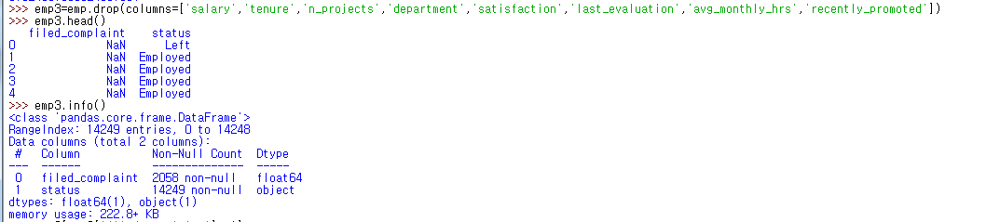 >>> emp3=emp.drop(columns=['salary','tenure','n_projects','department','satisfaction','last_evaluation','avg_monthly_hrs','recently_promoted'])
>>> emp3.head()
   filed_complaint    status
0              NaN      Left
1              NaN  Employed
2              NaN  Employed
3              NaN  Employed
4              NaN  Employed
>>> emp3.info()
<class 'pandas.core.frame.DataFrame'>
RangeIndex: 14249 entries, 0 to 14248
Data columns (total 2 columns):
 #   Column           Non-Null Count  Dtype
---  ------           --------------  -----
 0   filed_complaint  2058 non-null   float64
 1   status           14249 non-null  object
dtypes: float64(1), object(1)
memory usage: 222.8+ KB